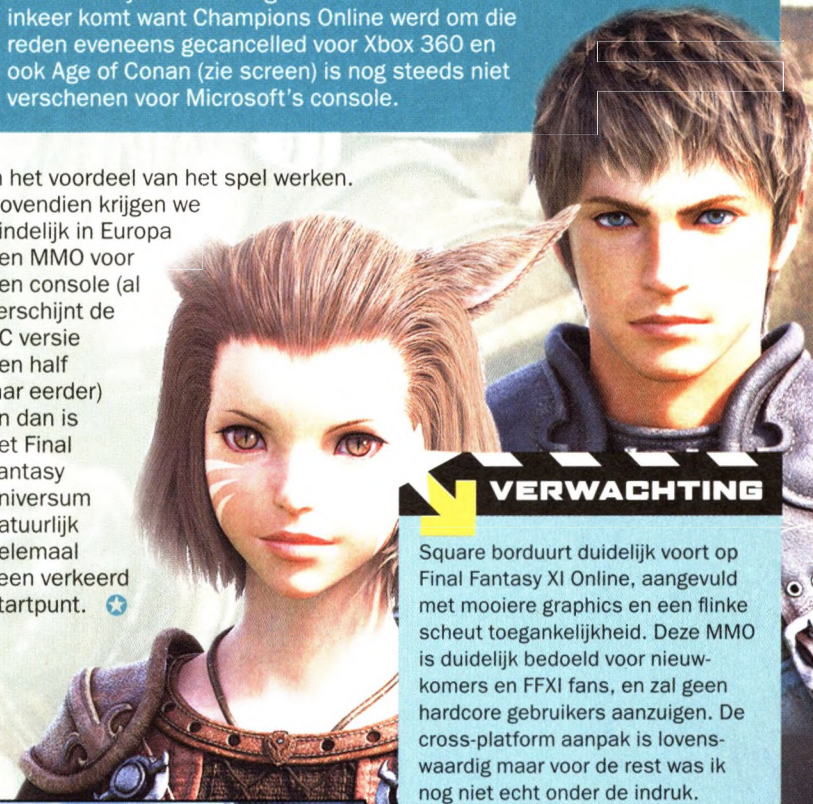 inkeer komt want Champions Online werd om die
reden eveneens gecancelled voor Xbox 360 en
ook Age of Conan (zie screen) is nog steeds niet
verschenen voor Microsoft's console.
het voordeel van het spel werken.
ovendien krijgen we
indelijk in Europa
en MMO voor
en console (al
erschijnt de
C versie
en half
aar eerder)
n dan is
et Final
antasy
niversum
atuurlijk
elemaal
een verkeerd
tartpunt.
VERWACHTING
Square borduurt duidelijk voort op
Final Fantasy XI Online, aangevuld
met mooiere graphics en een flinke
scheut toegankelijkheid. Deze MMO
is duidelijk bedoeld voor nieuw-
komers en FFXI fans, en zal geen
hardcore gebruikers aanzuigen. De
cross-platform aanpak is lovens-
waardig maar voor de rest was ik
nog niet echt onder de indruk.